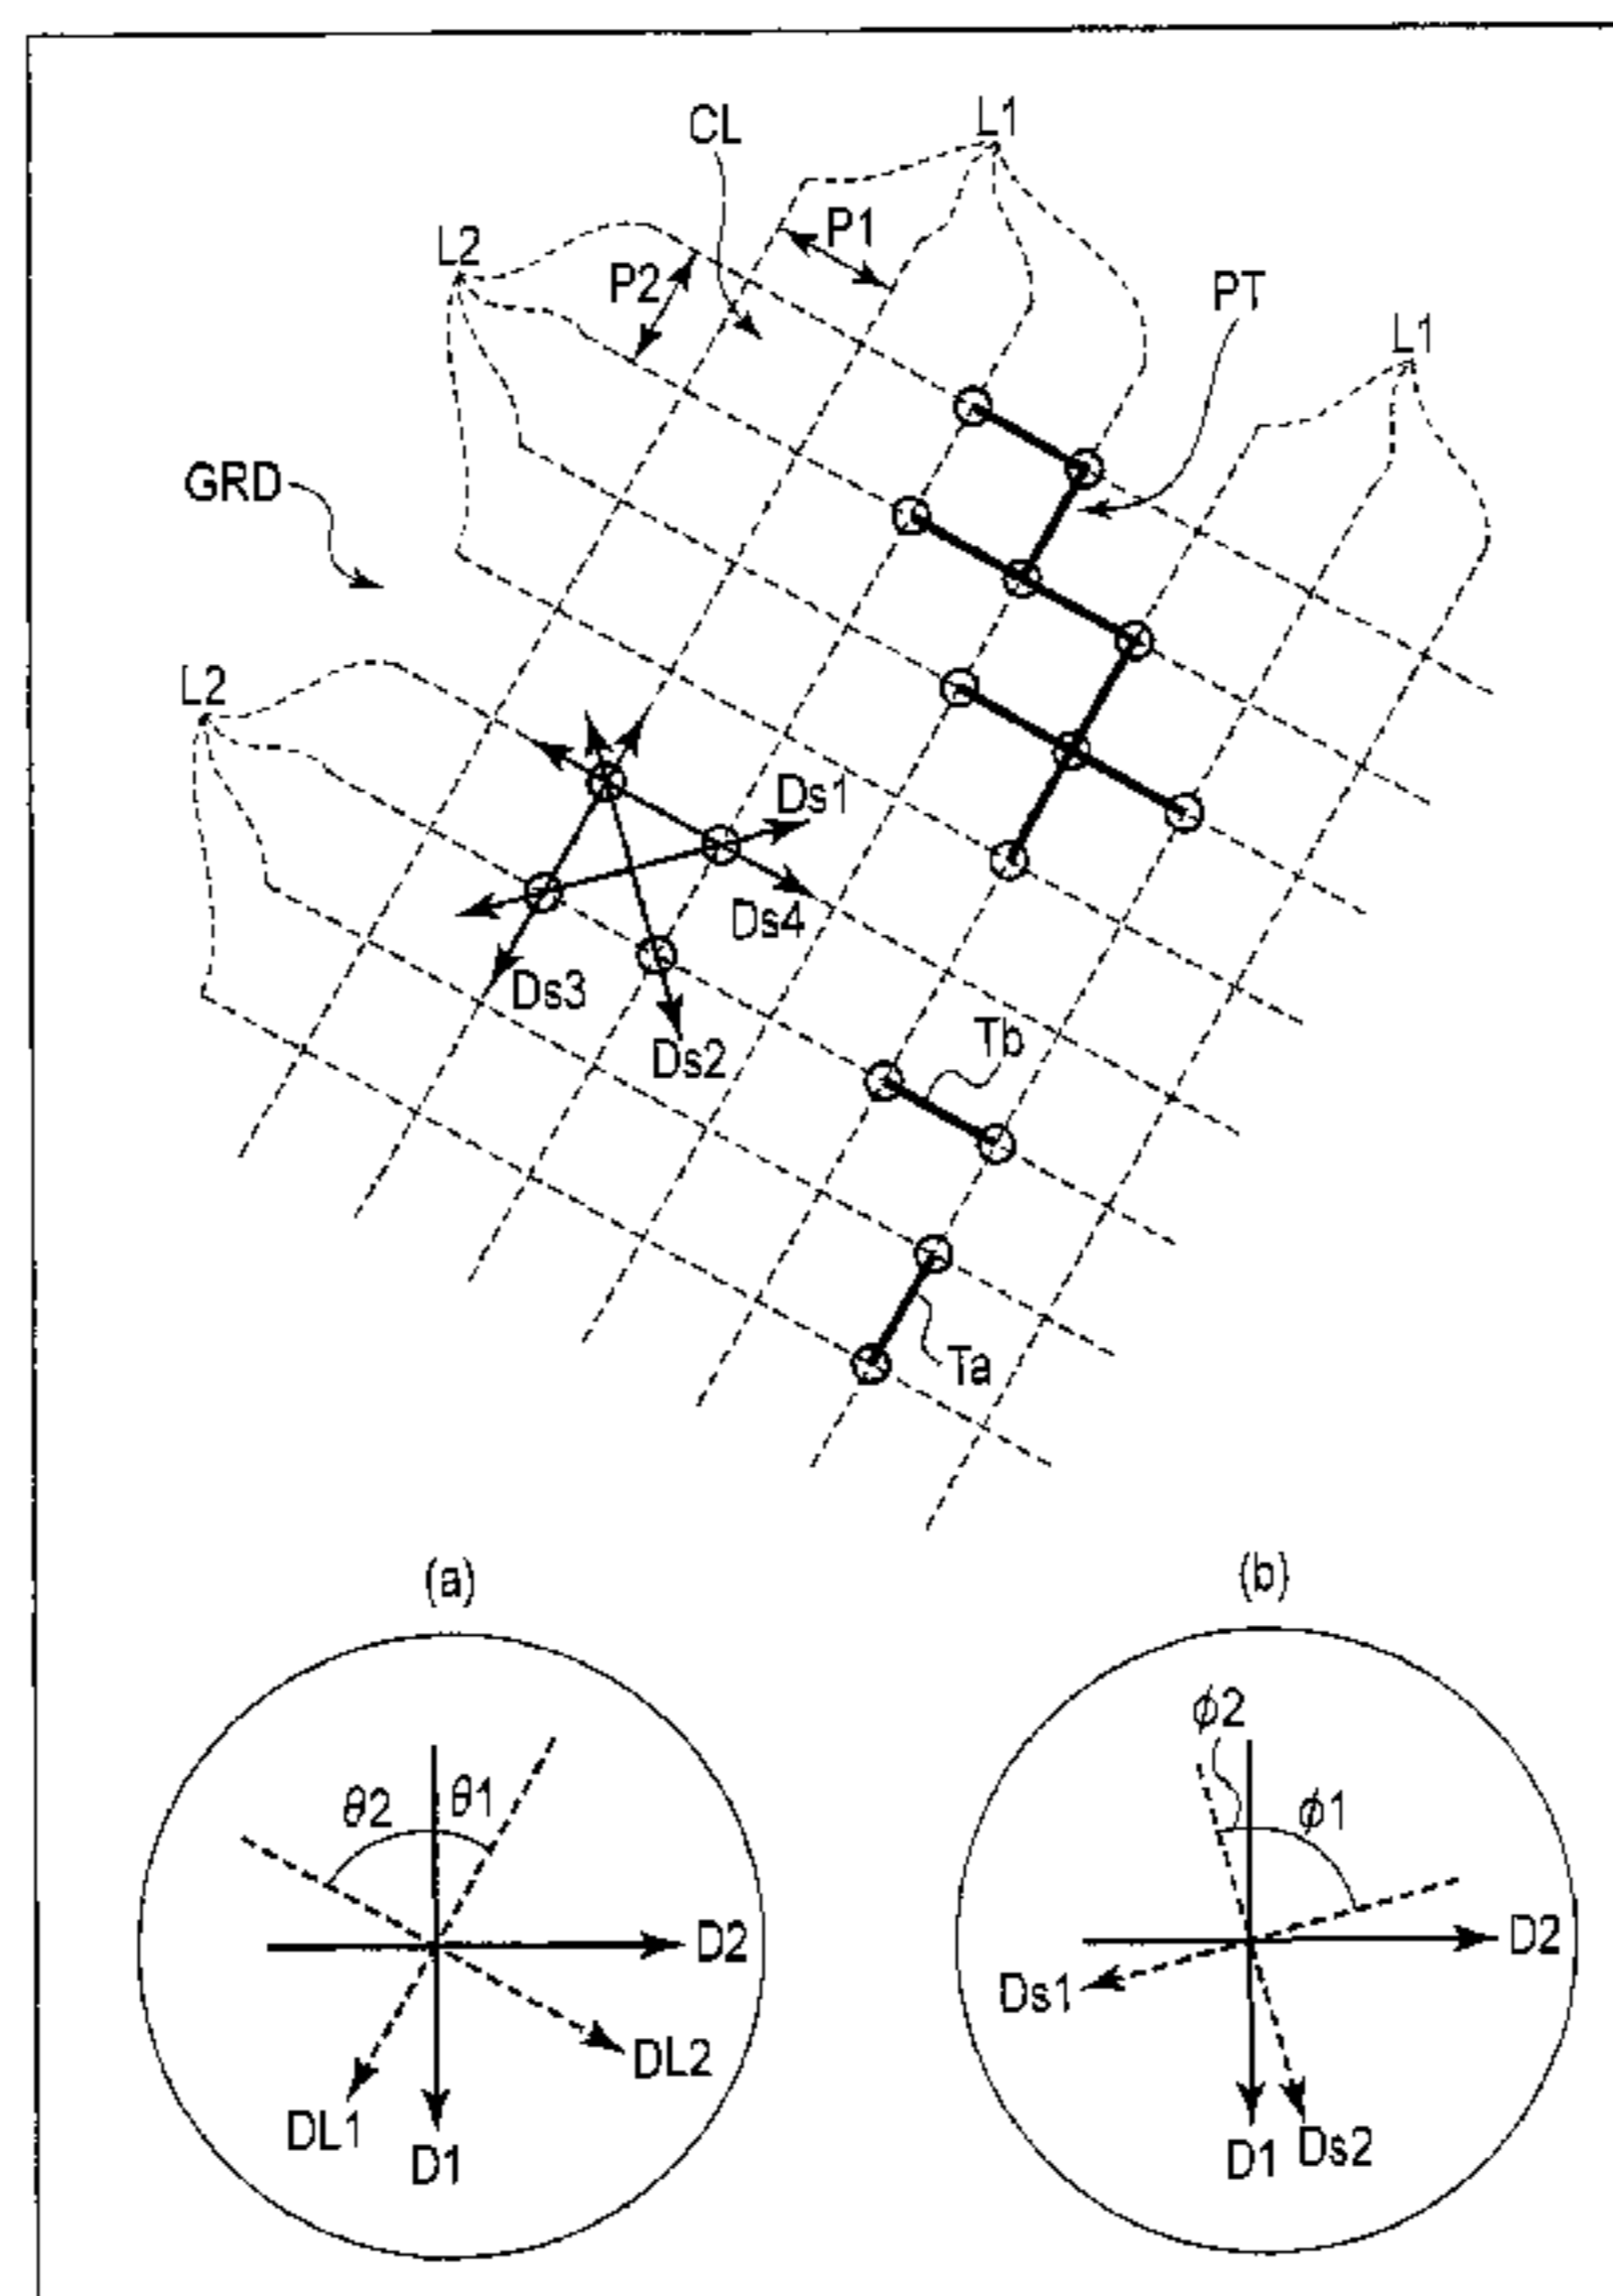 CL
L1
L2
P1
P2
PT
L1
GRD
L2
Ds1
Ds4
Ds3
Ds2
Tb
Ta
(a)
(b)
θ2
θ1
D2
DL2
DL1
D1
ϕ2
ϕ1
D2
Ds1
D1
Ds2